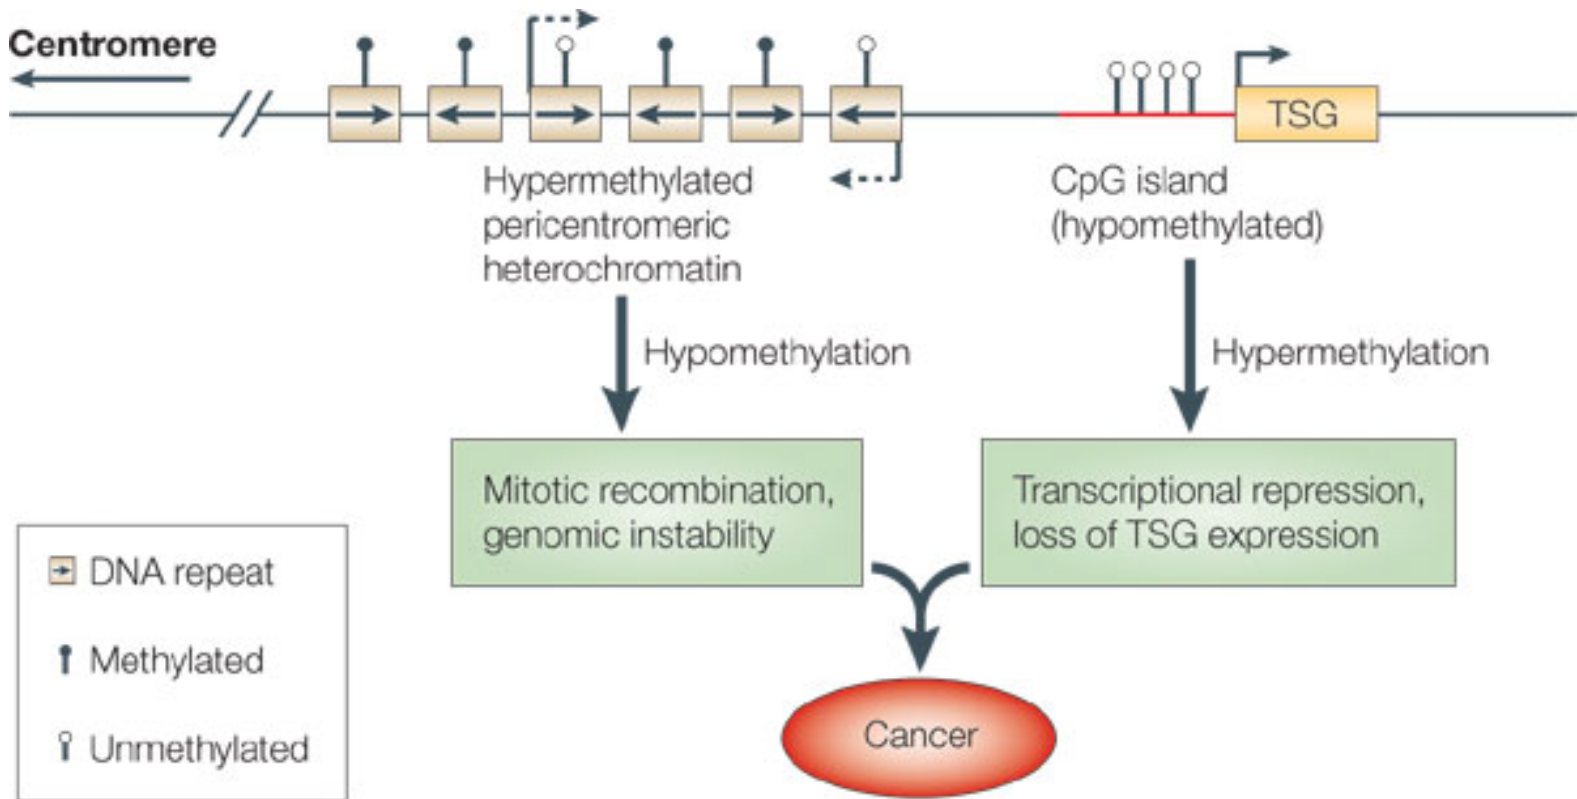 Centromere
TSG
Hypermethylated
pericentromeric
heterochromatin
CpG island
(hypomethylated)
Hypomethylation
Hypermethylation
Mitotic recombination,
genomic instability
Transcriptional repression,
loss of TSG expression
DNA repeat
Methylated
Unmethylated
Cancer